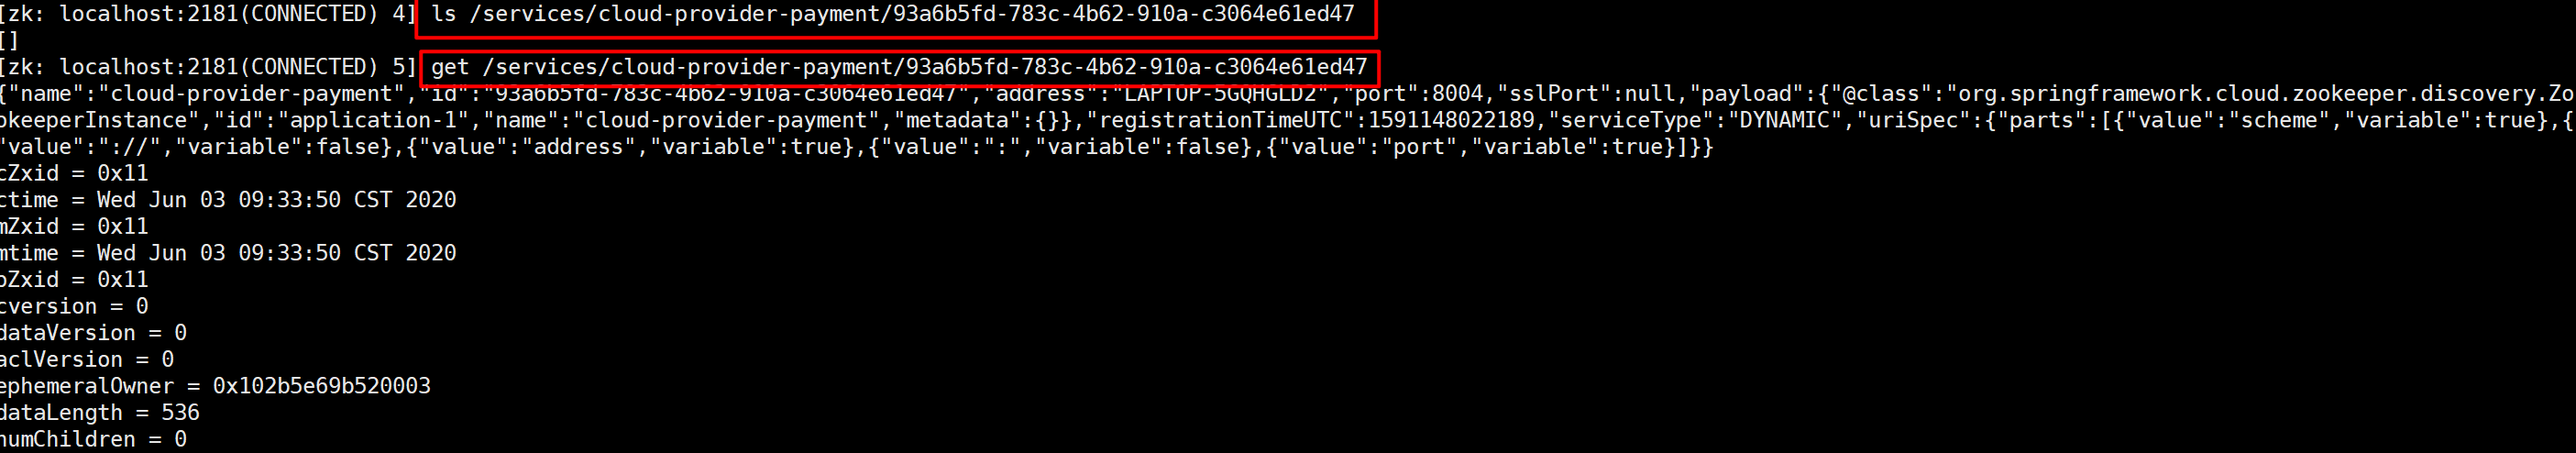 [zk: localhost:2181(CONNECTED) 4] ls /services/cloud-provider-payment/93a6b5fd-783c-4b62-910a-c3064e61ed47
[]
[zk: localhost:2181(CONNECTED) 5] get /services/cloud-provider-payment/93a6b5fd-783c-4b62-910a-c3064e61ed47
{"name":"cloud-provider-payment","id":"93a6b5fd-783c-4b62-910a-c3064e61ed47","address":"LAPTOP-5GQHGLD2","port":8004,"sslPort":null,"payload":{"@class":"org.springframework.cloud.zookeeper.discovery.Zo
okeeperInstance","id":"application-1","name":"cloud-provider-payment","metadata":{}},"registrationTimeUTC":1591148022189,"serviceType":"DYNAMIC","uriSpec":{"parts":[{"value":"scheme","variable":true},{
"value":"://","variable":false},{"value":"address","variable":true},{"value":":","variable":false},{"value":"port","variable":true}]}}
cZxid = 0x11
ctime = Wed Jun 03 09:33:50 CST 2020
mZxid = 0x11
mtime = Wed Jun 03 09:33:50 CST 2020
pZxid = 0x11
cversion = 0
dataVersion = 0
aclVersion = 0
ephemeralOwner = 0x102b5e69b520003
dataLength = 536
numChildren = 0